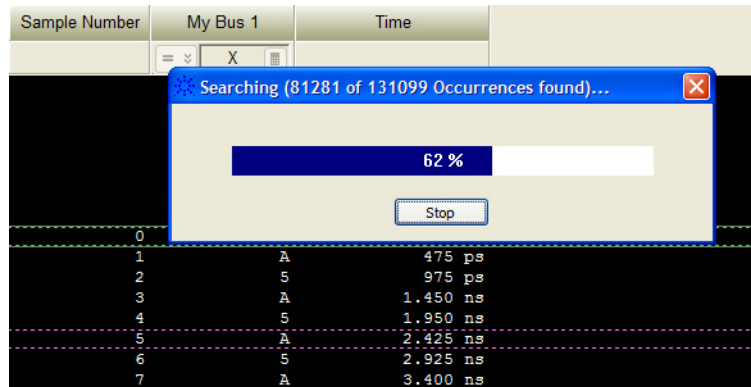 Sample Number My Bus 1 Time
= X
Searching (81281 of 131099 Occurrences found)...
62 %
Stop
0
1 A 475 ps
2 5 975 ps
3 A 1.450 ns
4 5 1.950 ns
5 A 2.425 ns
6 5 2.925 ns
7 A 3.400 ns